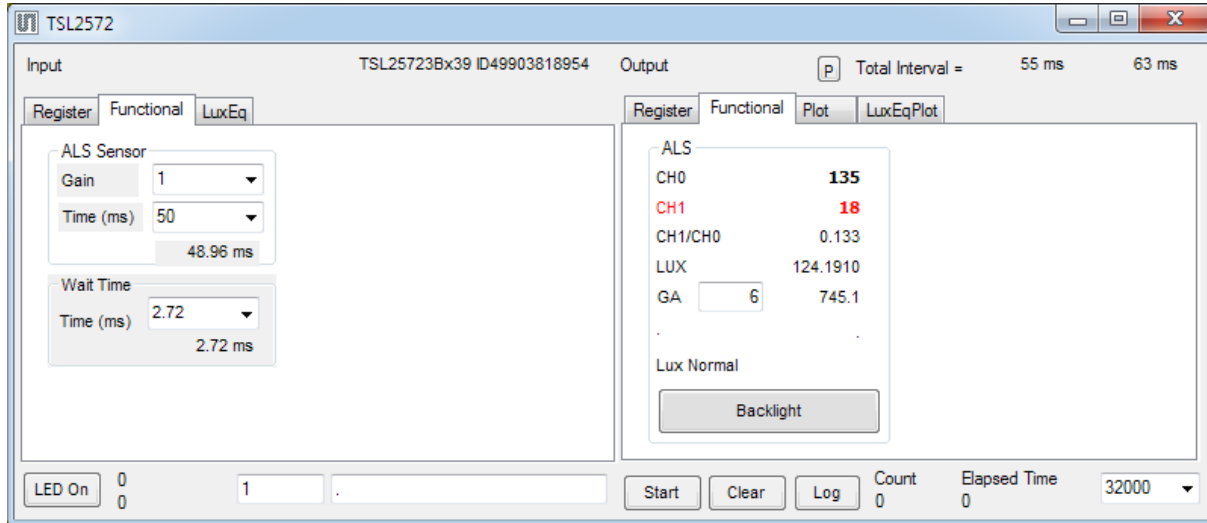 TSL2572
Input TSL25723Bx39 ID49903818954 Output P Total Interval = 55 ms 63 ms
Register Functional LuxEq
ALS Sensor
Gain 1
Time (ms) 50
48.96 ms
Wait Time
Time (ms) 2.72
2.72 ms
Register Functional Plot LuxEqPlot
ALS
CH0 135
CH1 18
CH1/CH0 0.133
LUX 124.1910
GA 6 745.1
. .
Lux Normal
Backlight
LED On 0 0 1 .
Start Clear Log Count 0 Elapsed Time 0 32000